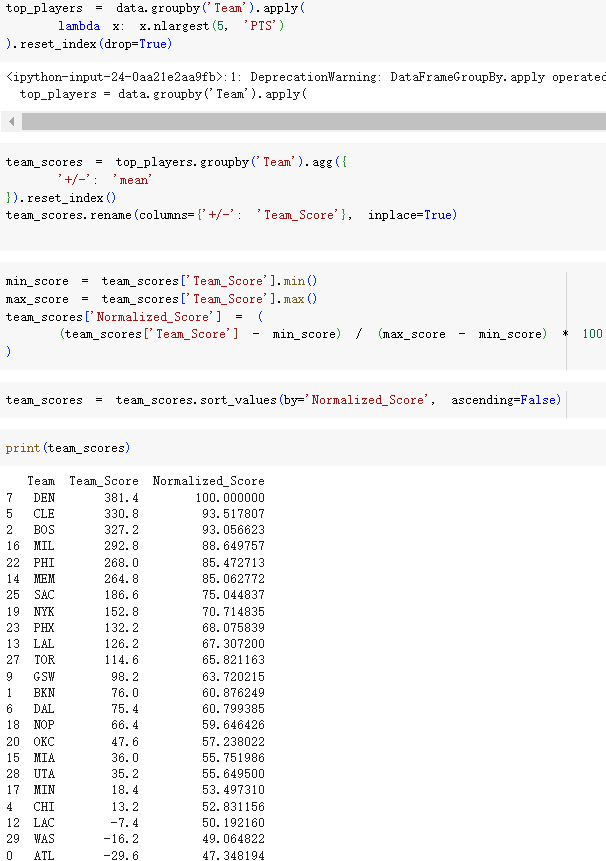 top_players = data.groupby('Team').apply(
lambda x: x.nlargest(5, 'PTS')
).reset_index(drop=True)
<ipython-input-24-0aa21e2aa9fb>:1: DeprecationWarning: DataFrameGroupBy.apply operated
top_players = data.groupby('Team').apply(
team_scores = top_players.groupby('Team').agg({
'+/-': 'mean'
}).reset_index()
team_scores.rename(columns={'+/-': 'Team_Score'}, inplace=True)
min_score = team_scores['Team_Score'].min()
max_score = team_scores['Team_Score'].max()
team_scores['Normalized_Score'] = (
(team_scores['Team_Score'] - min_score) / (max_score - min_score) * 100
)
team_scores = team_scores.sort_values(by='Normalized_Score', ascending=False)
print(team_scores)
Team Team_Score Normalized_Score
7 DEN 381.4 100.000000
5 CLE 330.8 93.517807
2 BOS 327.2 93.056623
16 MIL 292.8 88.649757
22 PHI 268.0 85.472713
14 MEM 264.8 85.062772
25 SAC 186.6 75.044837
19 NYK 152.8 70.714835
23 PHX 132.2 68.075839
13 LAL 126.2 67.307200
27 TOR 114.6 65.821163
9 GSW 98.2 63.720215
1 BKN 76.0 60.876249
6 DAL 75.4 60.799385
18 NOP 66.4 59.646426
20 OKC 47.6 57.238022
15 MIA 36.0 55.751986
28 UTA 35.2 55.649500
17 MIN 18.4 53.497310
4 CHI 13.2 52.831156
12 LAC -7.4 50.192160
29 WAS -16.2 49.064822
0 ATL -29.6 47.348194